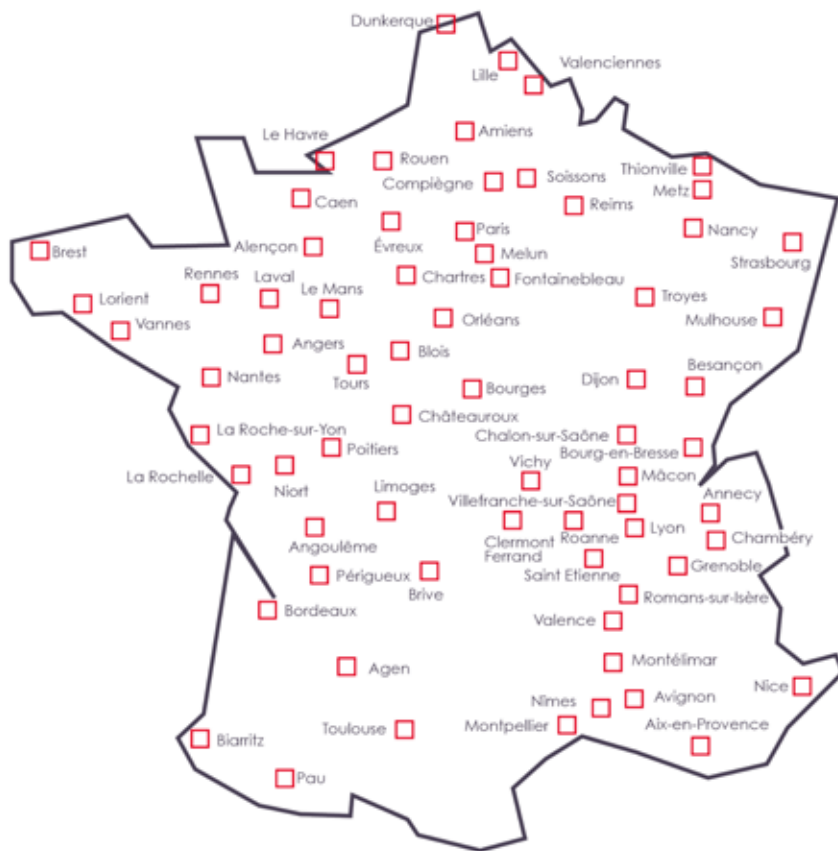 Dunkerque
Valenciennes
Lille
Amiens
Le Havre
Rouen
Thionville
Compiègne
Soissons
Metz
Caen
Reims
Paris
Évreux
Nancy
Alençon
Brest
Melun
Strasbourg
Rennes
Laval
Chartres
Fontainebleau
Le Mans
Lorient
Troyes
Vannes
Orléans
Mulhouse
Angers
Blois
Tours
Besançon
Nantes
Dijon
Bourges
Châteauroux
La Roche-sur-Yon
Chalon-sur-Saône
Poitiers
Bourg-en-Bresse
La Rochelle
Niort
Vichy
Mâcon
Limoges
Villefranche-sur-Saône
Annecy
Angoulême
Clermont
Ferrand
Roanne
Lyon
Chambéry
Saint Etienne
Grenoble
Périgueux
Brive
Romans-sur-Isère
Bordeaux
Valence
Agen
Montélimar
Nice
Nîmes
Avignon
Toulouse
Montpellier
Aix-en-Provence
Biarritz
Pau